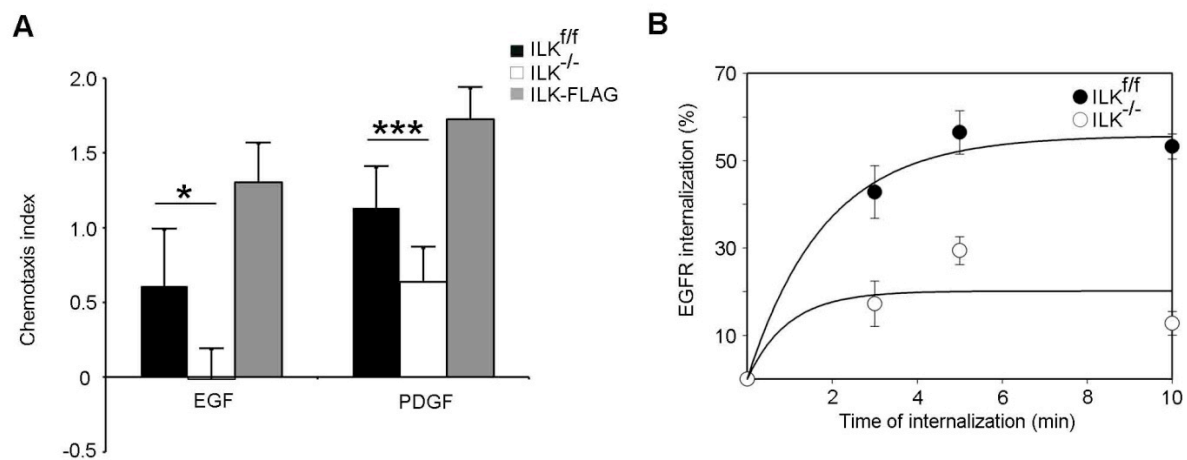 A
ILK^f/f
ILK^-/-
ILK-FLAG
2.0
1.5
1.0
0.5
0
-0.5
Chemotaxis index
*
***
EGF
PDGF
B
ILK^f/f
ILK^-/-
70
50
30
10
EGFR internalization (%)
2
4
6
8
10
Time of internalization (min)